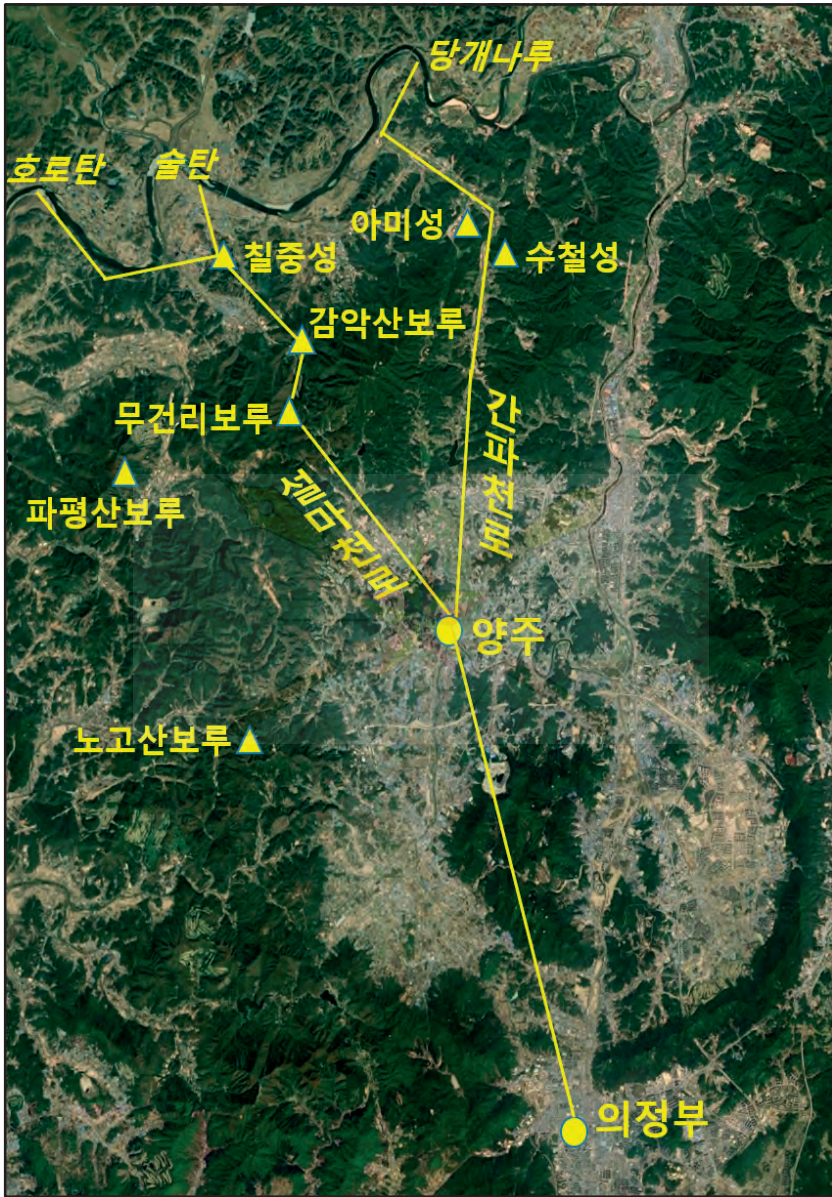 당개나루
호로탄
술탄
아미성
칠중성
수철성
감악산보루
무건리보루
간파천로
파평산보루
설마천로
양주
노고산보루
의정부